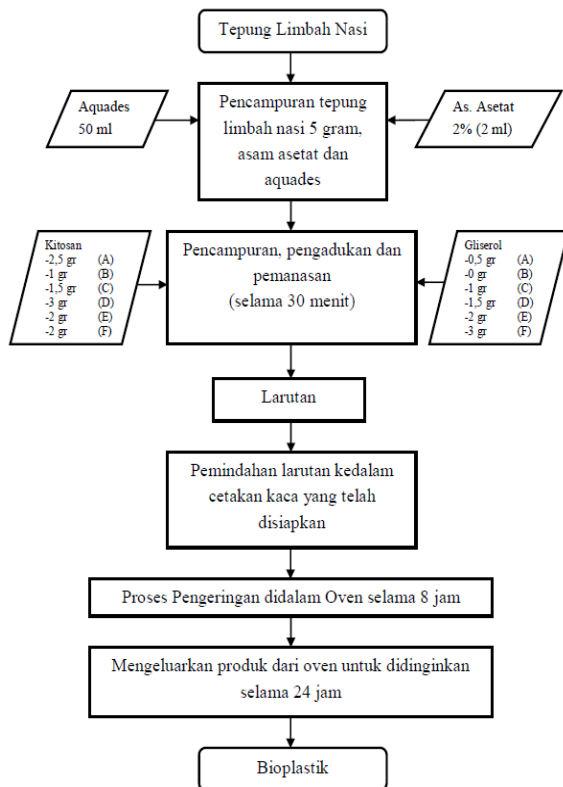 Tepung Limbah Nasi
Aquades
50 ml
Pencampuran tepung
limbah nasi 5 gram,
asam asetat dan
aquades
As. Asetat
2% (2 ml)
Kitosan
-2,5 gr (A)
-1 gr (B)
-1,5 gr (C)
-3 gr (D)
-2 gr (E)
-2 gr (F)
Pencampuran, pengadukan dan
pemanasan
(selama 30 menit)
Gliserol
-0,5 gr (A)
-0 gr (B)
-1 gr (C)
-1,5 gr (D)
-2 gr (E)
-3 gr (F)
Larutan
Pemindahan larutan kedalam
cetakan kaca yang telah
disiapkan
Proses Pengeringan didalam Oven selama 8 jam
Mengeluarkan produk dari oven untuk didinginkan
selama 24 jam
Bioplastik